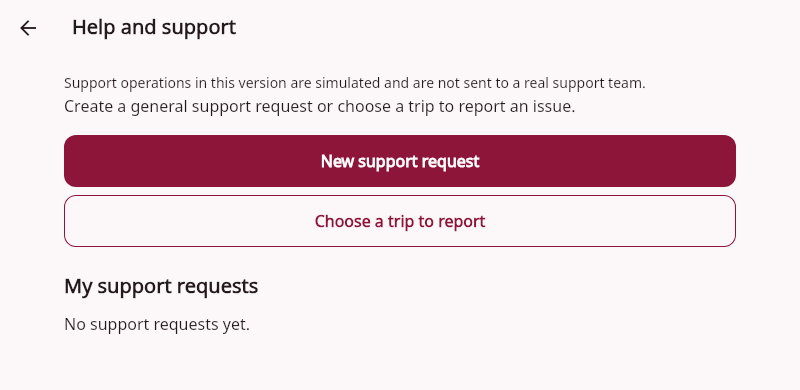 Help and support
Support operations in this version are simulated and are not sent to a real support team.
Create a general support request or choose a trip to report an issue.
New support request
Choose a trip to report
My support requests
No support requests yet.